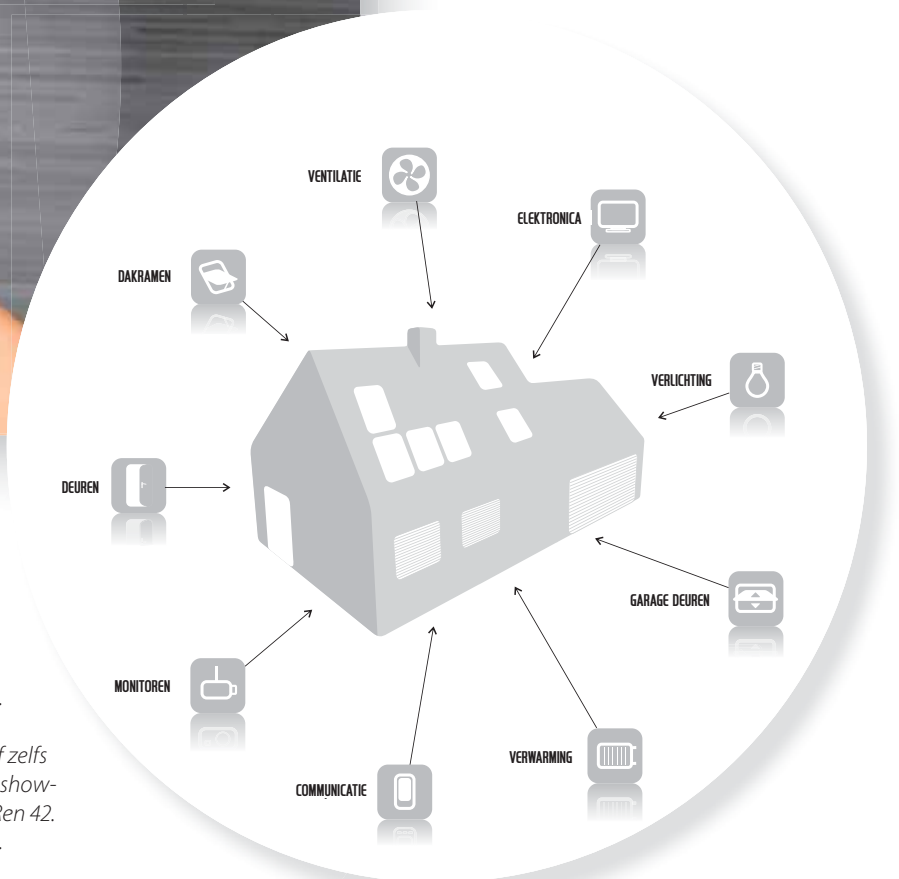 VENTILATIE
ELEKTRONICA
DAKRAMEN
VERLICHTING
DEUREN
GARAGE DEUREN
MONITOREN
VERWARMING
COMMUNICATIE
.
zelfs
show-
en 42.
.